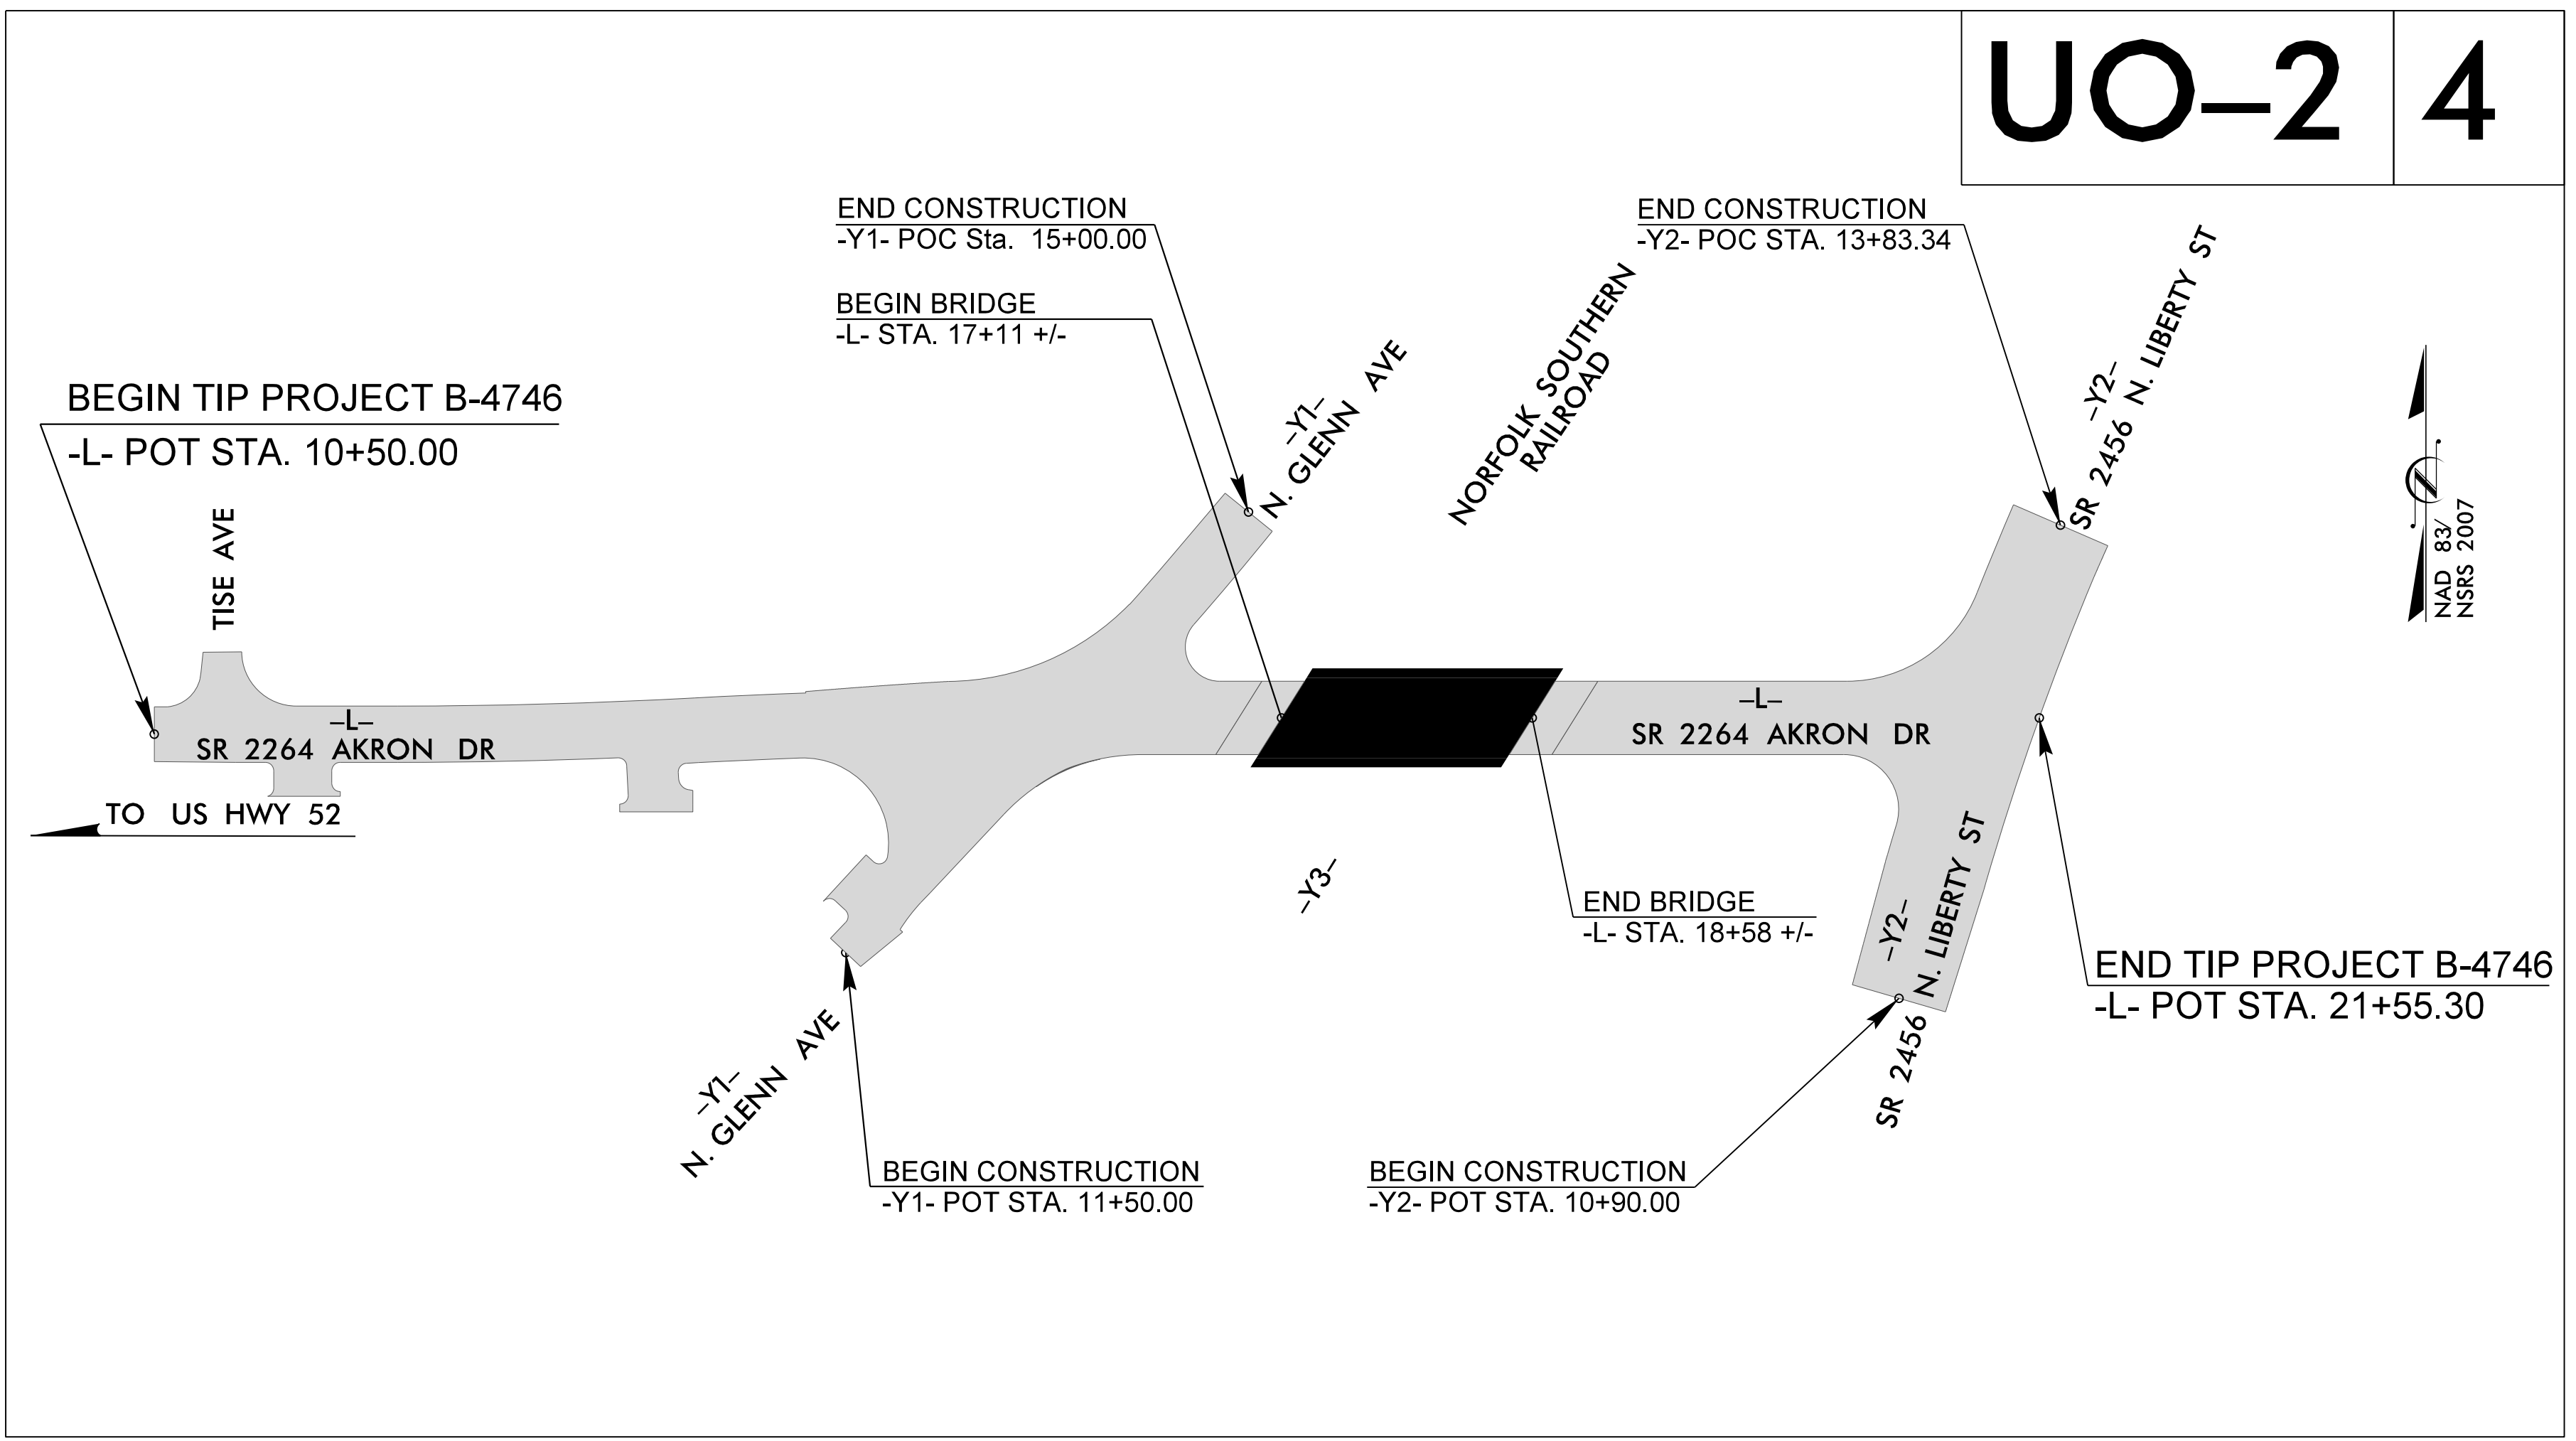 UO–2
4
END CONSTRUCTION
-Y1- POC Sta. 15+00.00
END CONSTRUCTION
-Y2- POC STA. 13+83.34
BEGIN BRIDGE
-L- STA. 17+11 +/-
BEGIN TIP PROJECT B-4746
-L- POT STA. 10+50.00
TISE AVE
–Y1–
N. GLENN AVE
NORFOLK SOUTHERN
RAILROAD
–Y2–
SR 2456 N. LIBERTY ST
NAD 83/
NSRS 2007
–L–
SR 2264 AKRON DR
–L–
SR 2264 AKRON DR
TO US HWY 52
–Y3–
END BRIDGE
-L- STA. 18+58 +/-
–Y2–
SR 2456 N. LIBERTY ST
END TIP PROJECT B-4746
-L- POT STA. 21+55.30
–Y1–
N. GLENN AVE
BEGIN CONSTRUCTION
-Y1- POT STA. 11+50.00
BEGIN CONSTRUCTION
-Y2- POT STA. 10+90.00